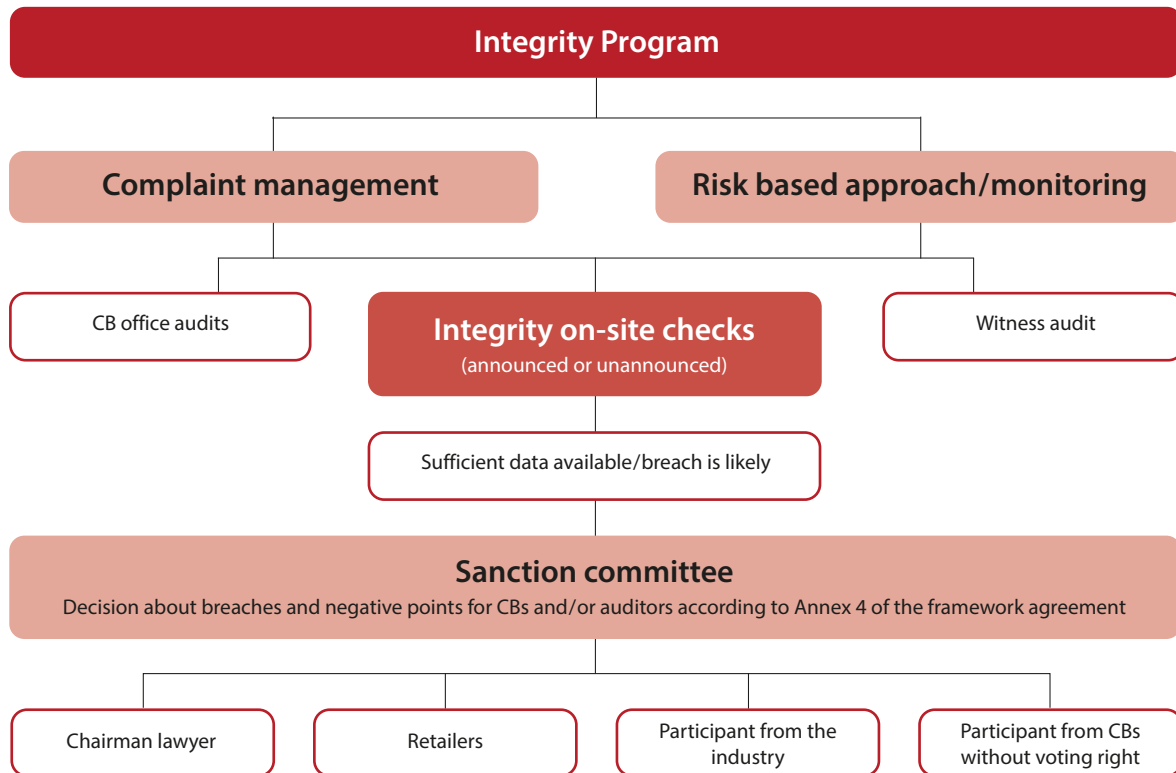 Integrity Program
Complaint management
Risk based approach/monitoring
CB office audits
Integrity on-site checks
(announced or unannounced)
Witness audit
Sufficient data available/breach is likely
Sanction committee
Decision about breaches and negative points for CBs and/or auditors according to Annex 4 of the framework agreement
Chairman lawyer
Retailers
Participant from the
industry
Participant from CBs
without voting right